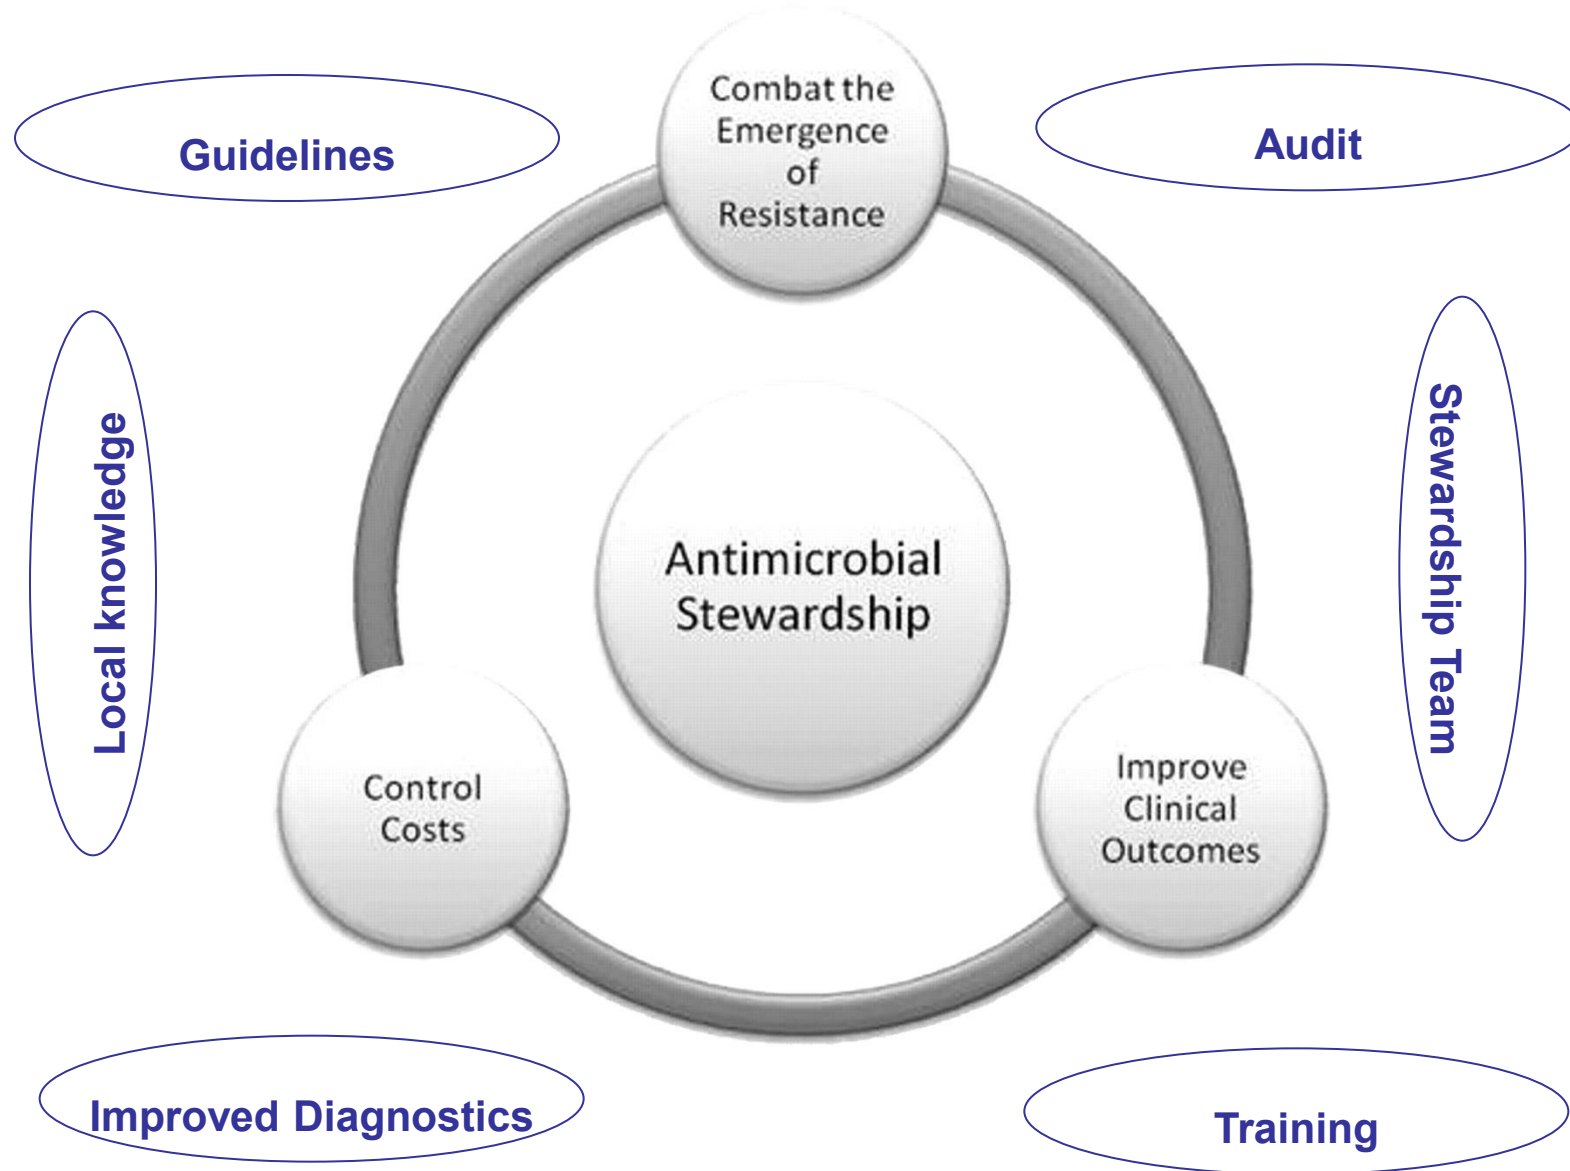 Combat the
Emergence
of
Resistance
Guidelines
Audit
Local knowledge
Stewardship Team
Antimicrobial
Stewardship
Control
Costs
Improve
Clinical
Outcomes
Improved Diagnostics
Training